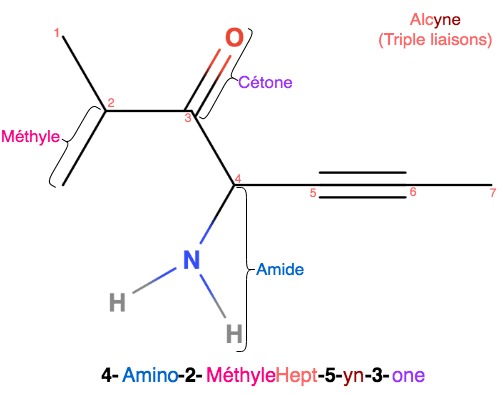 Alcyne
(Triple liaisons)
1
O
Cétone
2
3
Méthyle
4
5
6
7
N
Amide
H
H
4- Amino-2- MéthyleHept-5-yn-3-one